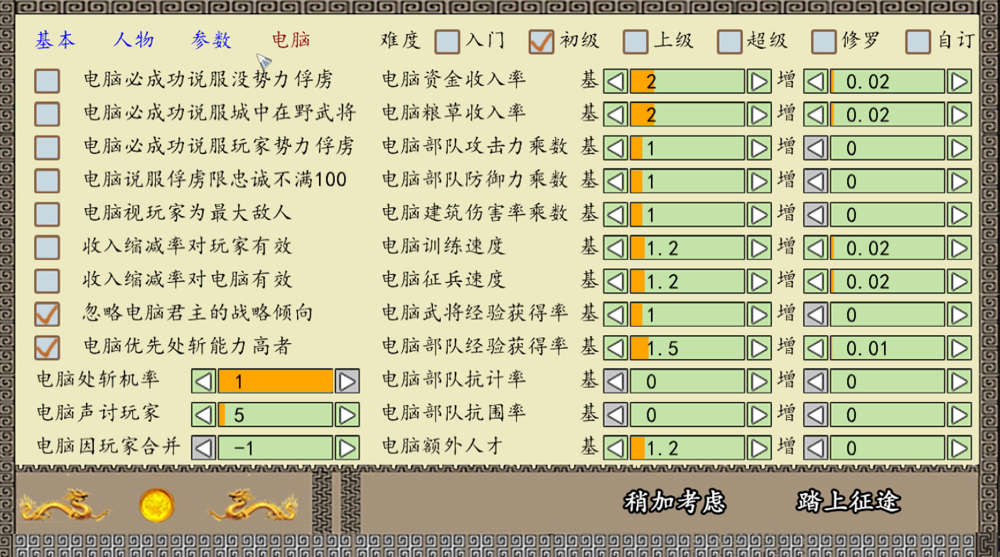 基本 人物 参数 电脑 难度 入门 初级 上级 超级 修罗 自订
电脑必成功说服没势力俘虏 电脑资金收入率 基 2 增 0.02
电脑必成功说服城中在野武将 电脑粮草收入率 基 2 增 0.02
电脑必成功说服玩家势力俘虏 电脑部队攻击力乘数 基 1 增 0
电脑说服俘虏限忠诚不满100 电脑部队防御力乘数 基 1 增 0
电脑视玩家为最大敌人 电脑建筑伤害率乘数 基 1 增 0
收入缩减率对玩家有效 电脑训练速度 基 1.2 增 0.02
收入缩减率对电脑有效 电脑征兵速度 基 1.2 增 0.02
忽略电脑君主的战略倾向 电脑武将经验获得率 基 1 增 0
电脑优先处斩能力高者 电脑部队经验获得率 基 1.5 增 0.01
电脑处斩机率 1 电脑部队抗计率 基 0 增 0
电脑声讨玩家 5 电脑部队抗围率 基 0 增 0
电脑因玩家合并 -1 电脑额外人才 基 1.2 增 0
稍加考虑 踏上征途